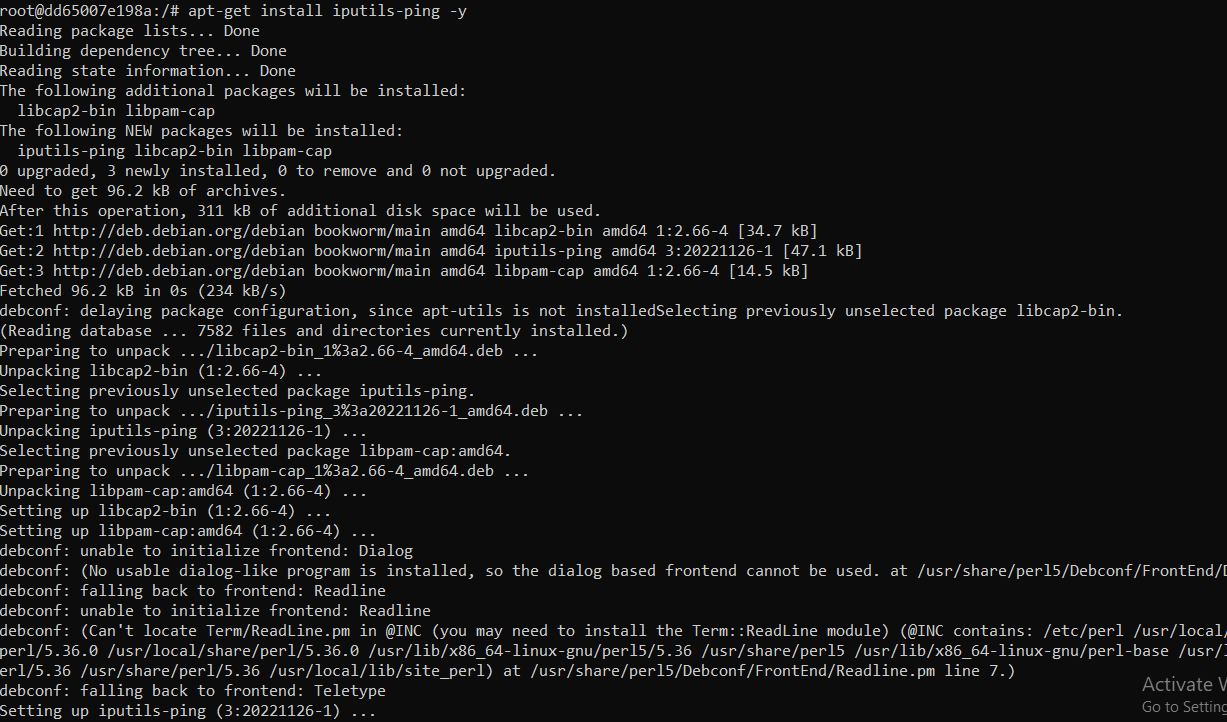 root@dd65007e198a:/# apt-get install iputils-ping -y
Reading package lists... Done
Building dependency tree... Done
Reading state information... Done
The following additional packages will be installed:
  libcap2-bin libpam-cap
The following NEW packages will be installed:
  iputils-ping libcap2-bin libpam-cap
0 upgraded, 3 newly installed, 0 to remove and 0 not upgraded.
Need to get 96.2 kB of archives.
After this operation, 311 kB of additional disk space will be used.
Get:1 http://deb.debian.org/debian bookworm/main amd64 libcap2-bin amd64 1:2.66-4 [34.7 kB]
Get:2 http://deb.debian.org/debian bookworm/main amd64 iputils-ping amd64 3:20221126-1 [47.1 kB]
Get:3 http://deb.debian.org/debian bookworm/main amd64 libpam-cap amd64 1:2.66-4 [14.5 kB]
Fetched 96.2 kB in 0s (234 kB/s)
debconf: delaying package configuration, since apt-utils is not installedSelecting previously unselected package libcap2-bin.
(Reading database ... 7582 files and directories currently installed.)
Preparing to unpack .../libcap2-bin_1%3a2.66-4_amd64.deb ...
Unpacking libcap2-bin (1:2.66-4) ...
Selecting previously unselected package iputils-ping.
Preparing to unpack .../iputils-ping_3%3a20221126-1_amd64.deb ...
Unpacking iputils-ping (3:20221126-1) ...
Selecting previously unselected package libpam-cap:amd64.
Preparing to unpack .../libpam-cap_1%3a2.66-4_amd64.deb ...
Unpacking libpam-cap:amd64 (1:2.66-4) ...
Setting up libcap2-bin (1:2.66-4) ...
Setting up libpam-cap:amd64 (1:2.66-4) ...
debconf: unable to initialize frontend: Dialog
debconf: (No usable dialog-like program is installed, so the dialog based frontend cannot be used. at /usr/share/perl5/Debconf/FrontEnd/D
debconf: falling back to frontend: Readline
debconf: unable to initialize frontend: Readline
debconf: (Can't locate Term/ReadLine.pm in @INC (you may need to install the Term::ReadLine module) (@INC contains: /etc/perl /usr/local/
perl/5.36.0 /usr/local/share/perl/5.36.0 /usr/lib/x86_64-linux-gnu/perl5/5.36 /usr/share/perl5 /usr/lib/x86_64-linux-gnu/perl-base /usr/l
erl/5.36 /usr/share/perl/5.36 /usr/local/lib/site_perl) at /usr/share/perl5/Debconf/FrontEnd/Readline.pm line 7.)
debconf: falling back to frontend: Teletype
Setting up iputils-ping (3:20221126-1) ...
Activate W
Go to Setting